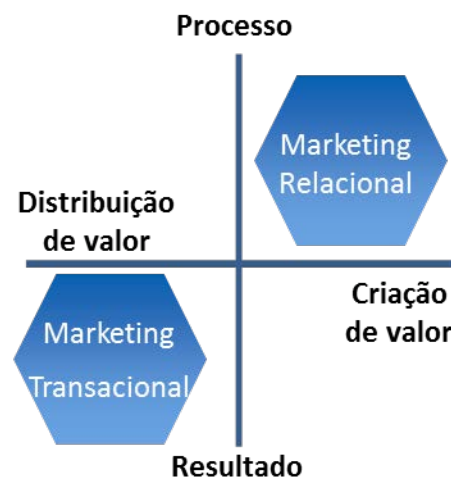 Processo
Marketing
Relacional
Distribuição
de valor
Criação
de valor
Marketing
Transacional
Resultado